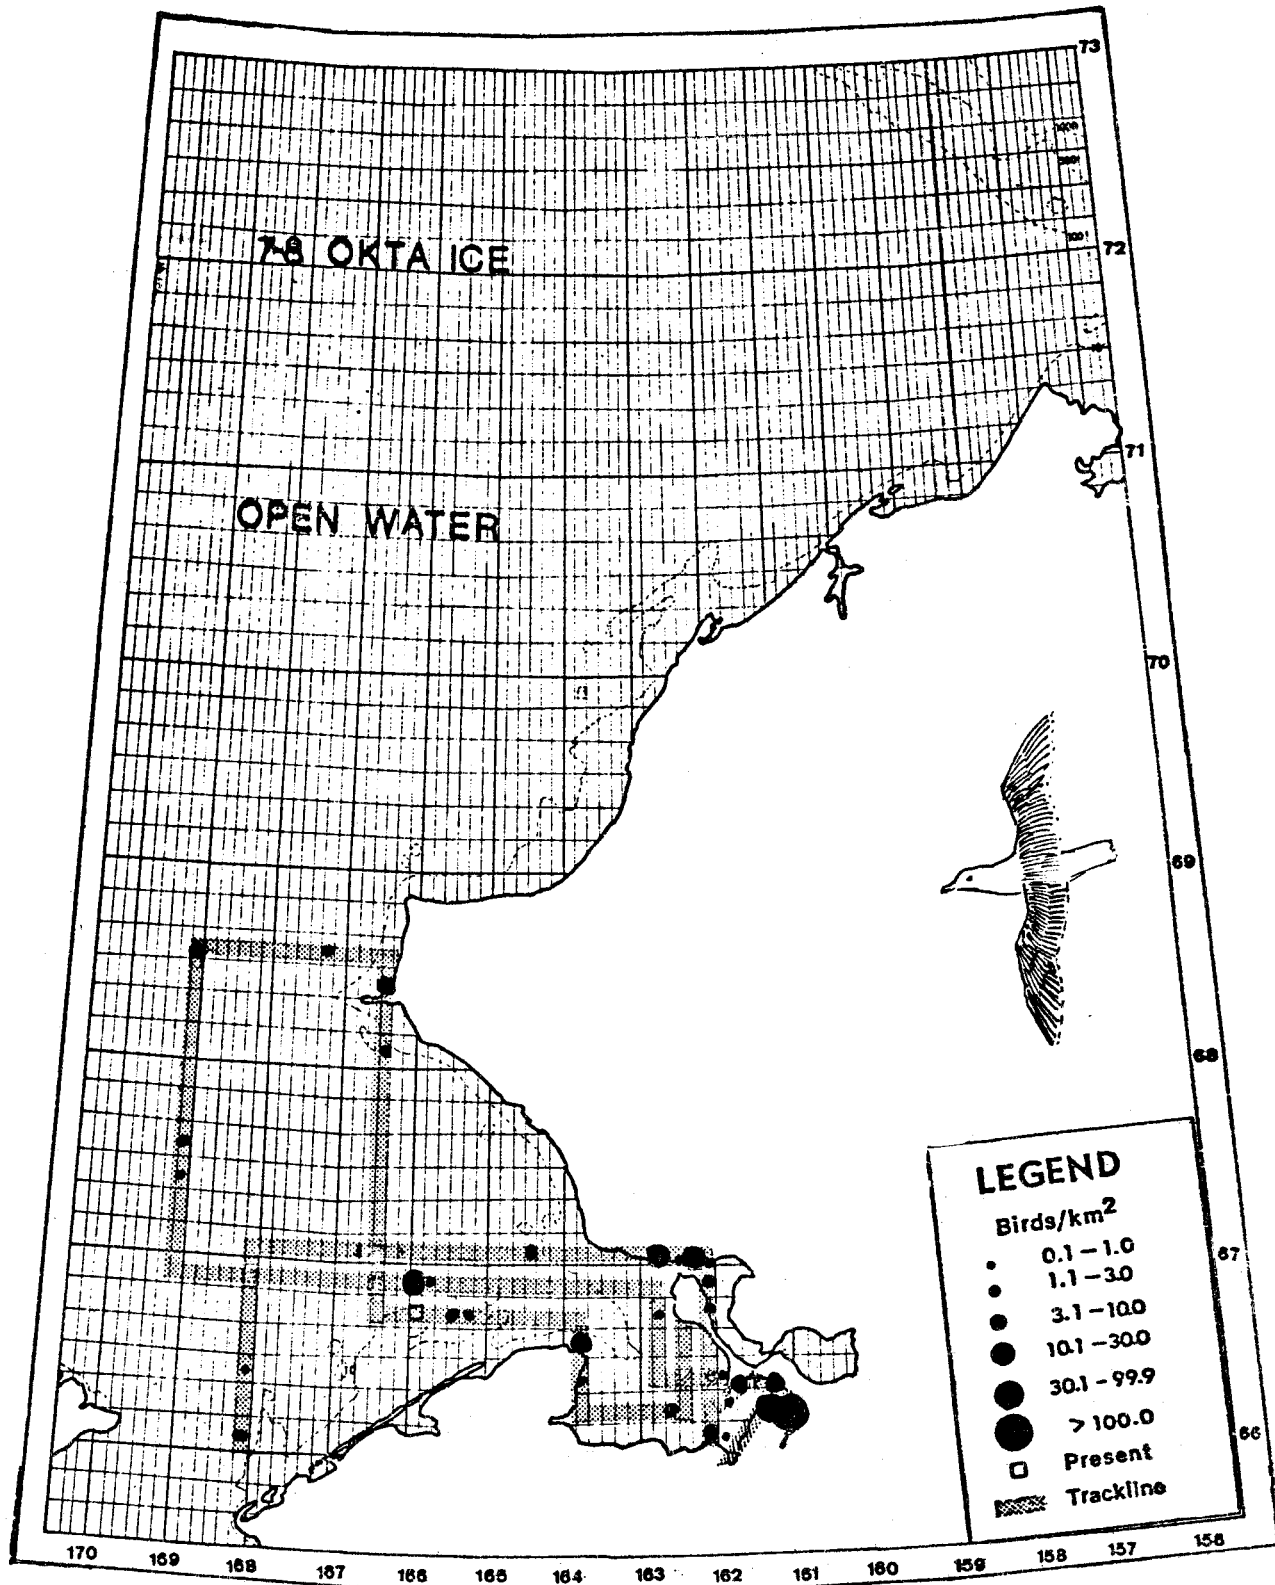 73
72
7-8 OKTA ICE
71
OPEN WATER
70
69
68
LEGEND
Birds/km2
0.1-1.0
1.1-3.0
3.1-10.0
10.1-30.0
30.1-99.9
> 100.0
Present
Trackline
67
66
170 169 168 167 166 165 164 163 162 161 160 159 158 157 156